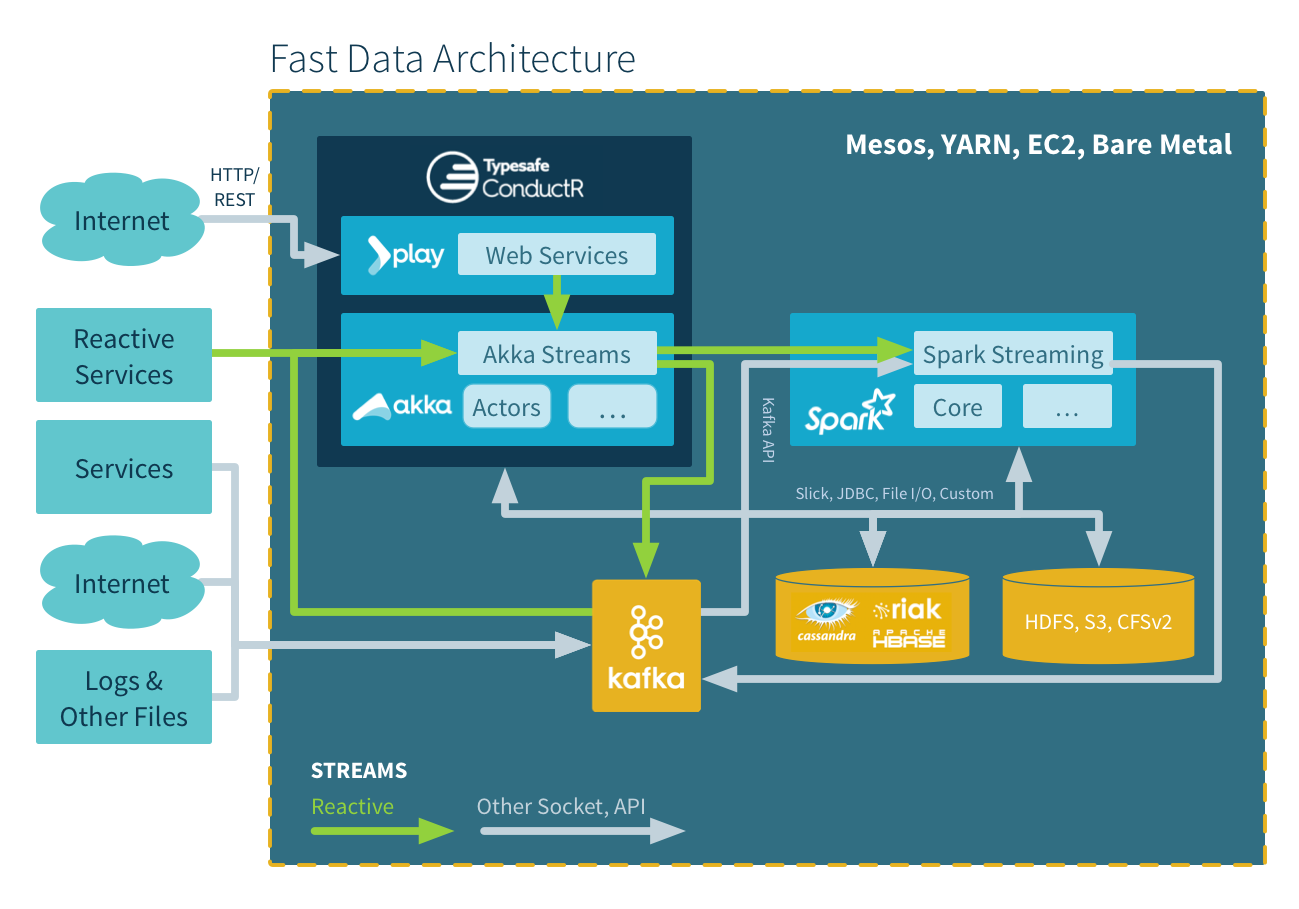 Fast Data Architecture
Mesos, YARN, EC2, Bare Metal
HTTP/
REST
Internet
Typesafe
ConductR
play
Web Services
Reactive
Services
Akka Streams
akka
Actors
...
Spark Streaming
Spark
Core
...
Kafka API
Services
Slick, JDBC, File I/O, Custom
Internet
kafka
cassandra
riak
APACHE
HBASE
HDFS, S3, CFSv2
Logs &
Other Files
STREAMS
Reactive
Other Socket, API